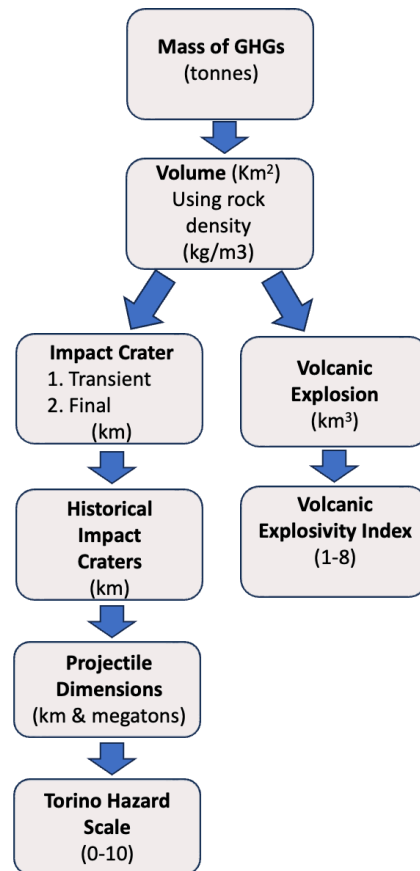 Mass of GHGs
(tonnes)
Volume (Km²)
Using rock
density
(kg/m3)
Impact Crater
1. Transient
2. Final
(km)
Volcanic
Explosion
(km³)
Historical
Impact
Craters
(km)
Volcanic
Explosivity Index
(1-8)
Projectile
Dimensions
(km & megatons)
Torino Hazard
Scale
(0-10)